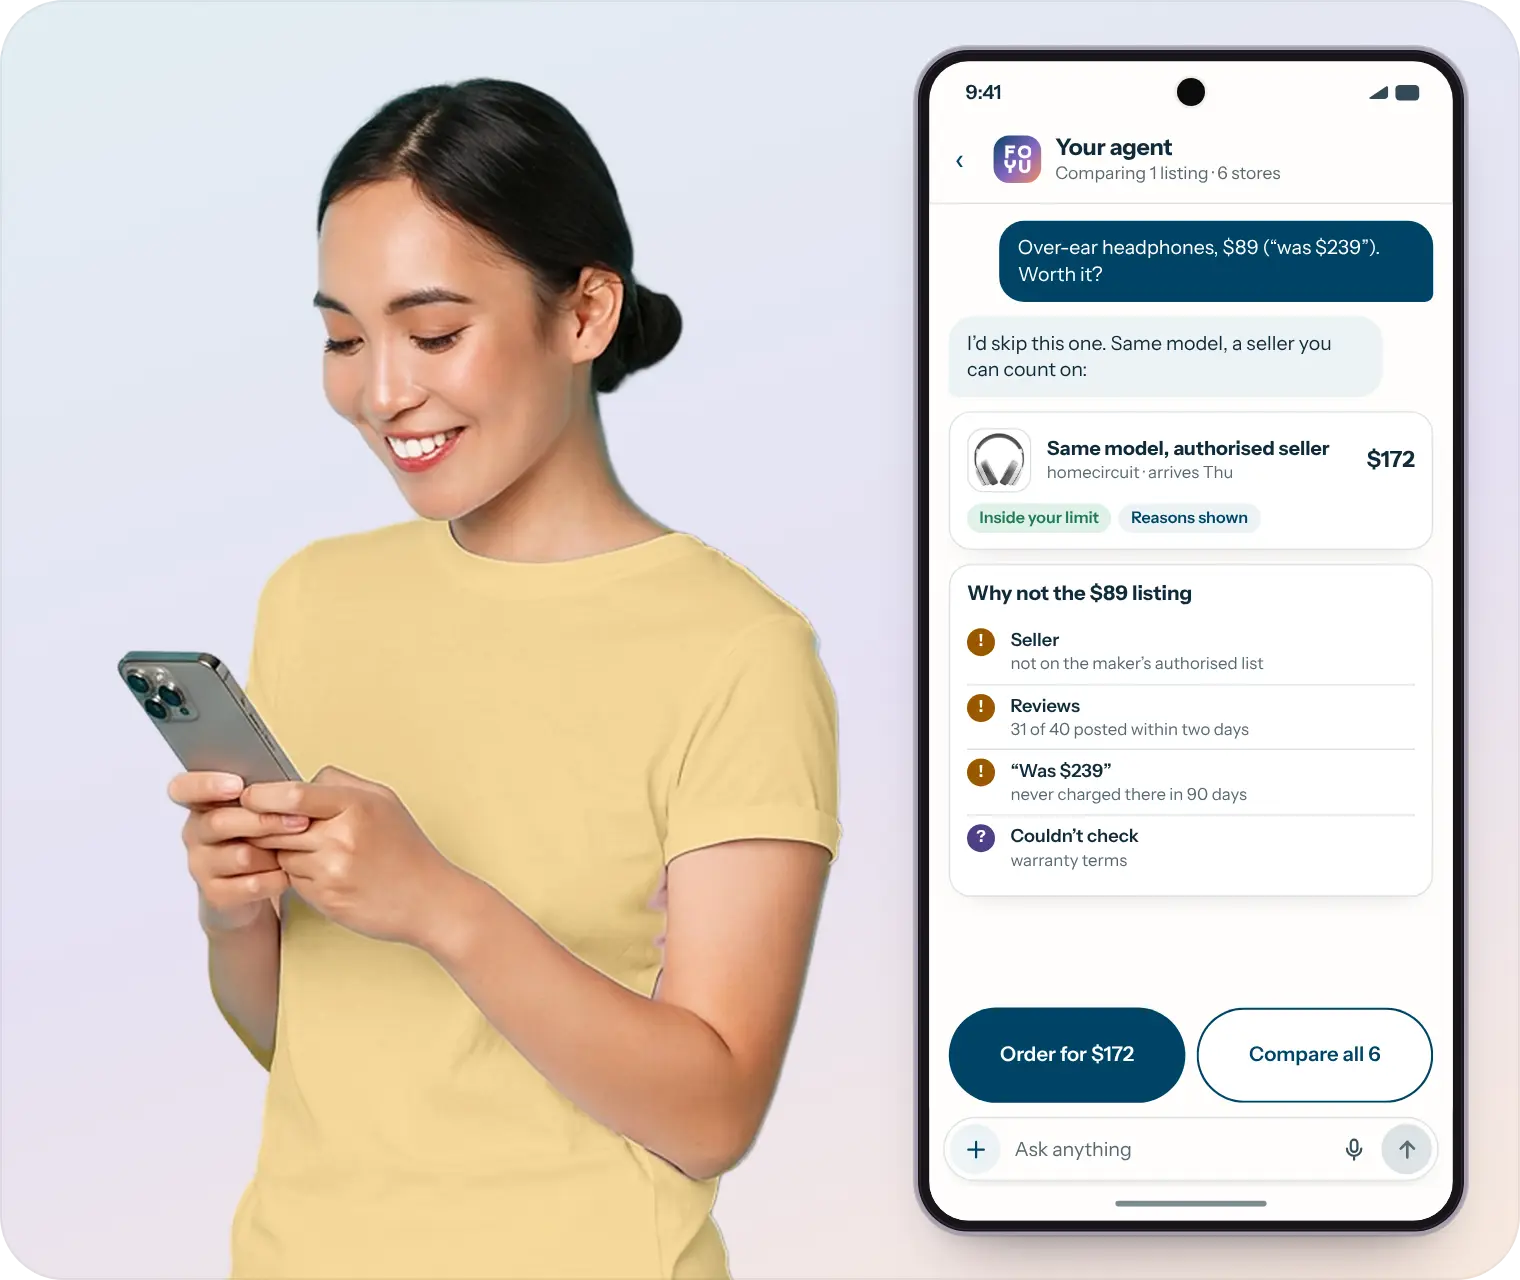 9:41
FO
YU
Your agent
Comparing 1 listing · 6 stores
Over-ear headphones, $89 (“was $239”).
Worth it?
I’d skip this one. Same model, a seller you
can count on:
Same model, authorised seller
homecircuit · arrives Thu
$172
Inside your limit
Reasons shown
Why not the $89 listing
! Seller
not on the maker’s authorised list
! Reviews
31 of 40 posted within two days
! “Was $239”
never charged there in 90 days
? Couldn’t check
warranty terms
Order for $172
Compare all 6
Ask anything